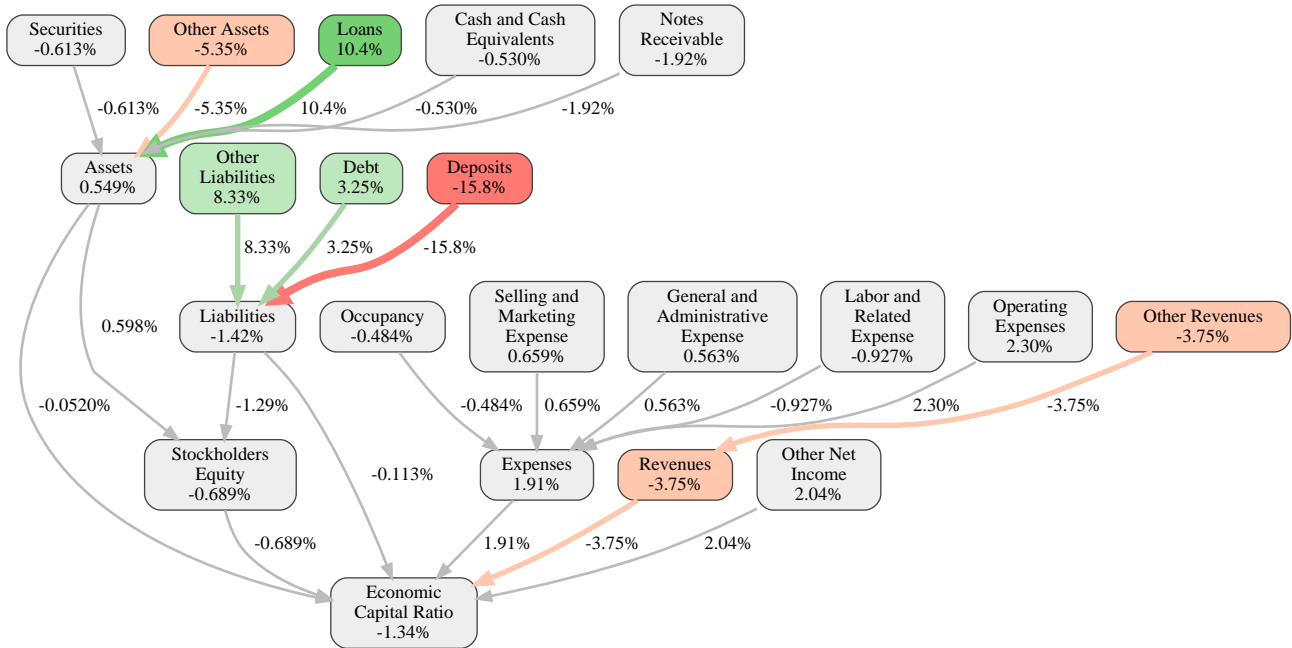 Securities
-0.613%
Other Assets
-5.35%
Loans
10.4%
Cash and Cash
Equivalents
-0.530%
Notes
Receivable
-1.92%
-0.613%
-5.35%
10.4%
-0.530%
-1.92%
Assets
0.549%
Other
Liabilities
8.33%
Debt
3.25%
Deposits
-15.8%
8.33%
3.25%
-15.8%
0.598%
Liabilities
-1.42%
Occupancy
-0.484%
Selling and
Marketing
Expense
0.659%
General and
Administrative
Expense
0.563%
Labor and
Related
Expense
-0.927%
Operating
Expenses
2.30%
Other Revenues
-3.75%
-0.0520%
-1.29%
-0.484%
0.659%
0.563%
-0.927%
2.30%
-3.75%
Stockholders
Equity
-0.689%
-0.113%
Expenses
1.91%
Revenues
-3.75%
Other Net
Income
2.04%
-0.689%
1.91%
-3.75%
2.04%
Economic
Capital Ratio
-1.34%